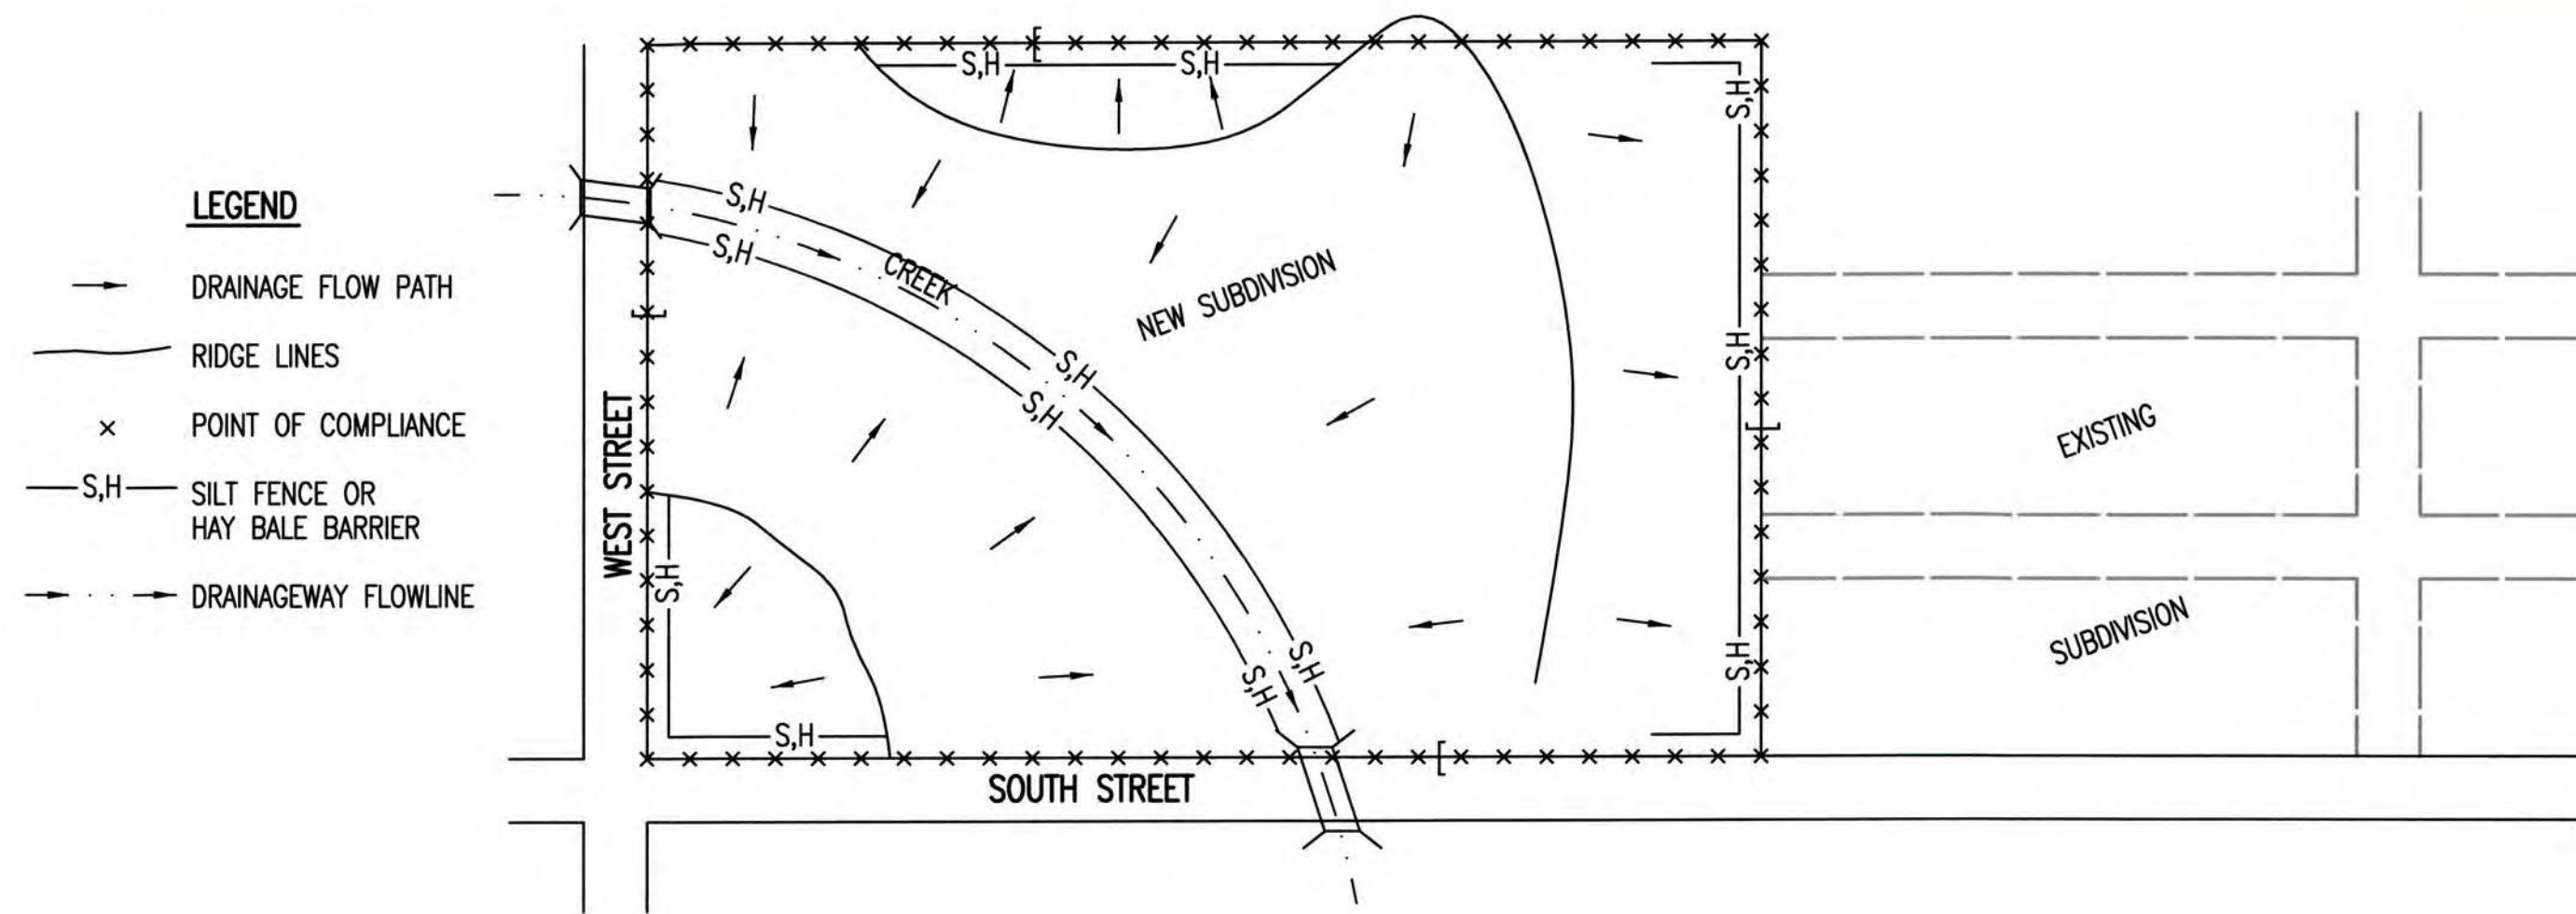 LEGEND
DRAINAGE FLOW PATH
RIDGE LINES
POINT OF COMPLIANCE
S,H
SILT FENCE OR
HAY BALE BARRIER
DRAINAGEWAY FLOWLINE
S,H
S,H
S,H
S,H
S,H
CREEK
NEW SUBDIVISION
S,H
S,H
S,H
WEST STREET
EXISTING
S,H
SUBDIVISION
S,H
S,H
S,H
S,H
SOUTH STREET